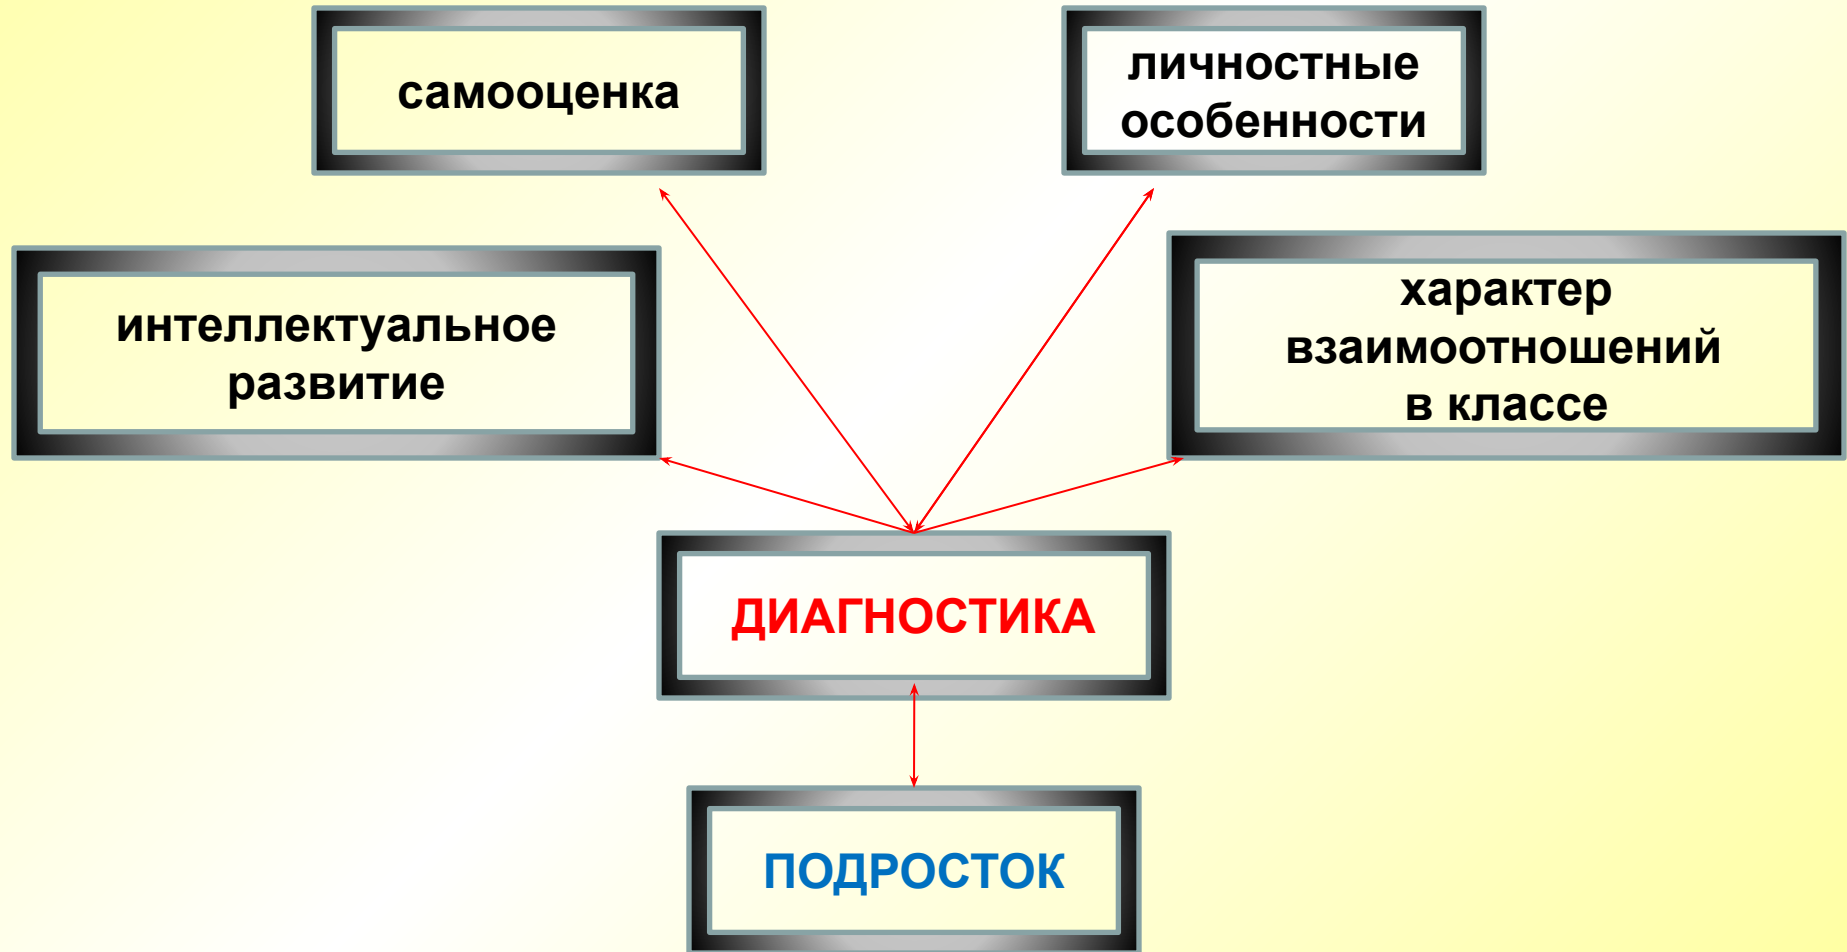 самооценка
личностные
особенности
интеллектуальное
развитие
характер
взаимоотношений
в классе
ДИАГНОСТИКА
ПОДРОСТОК